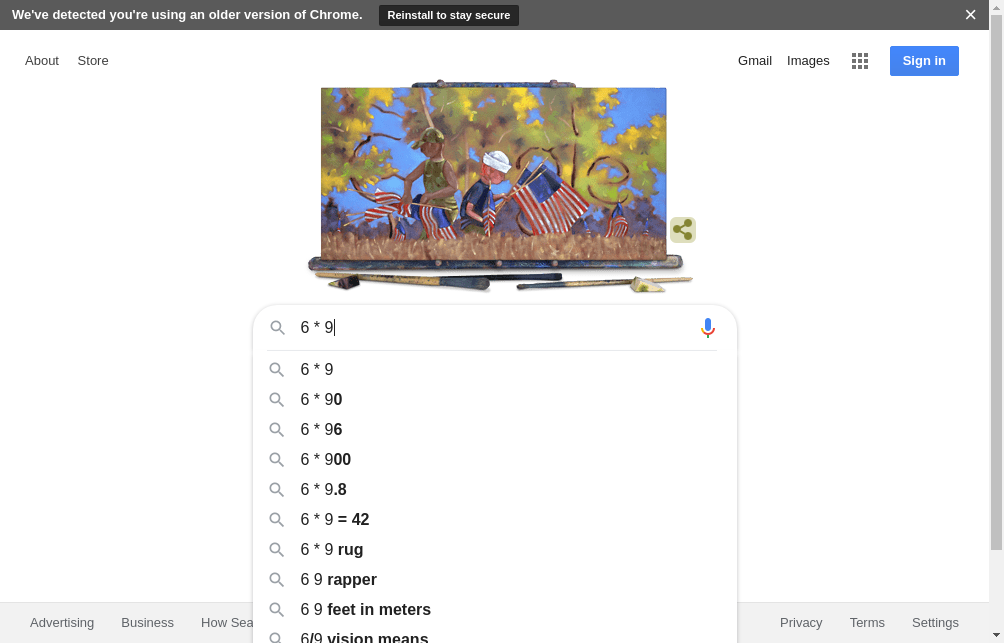 We've detected you're using an older version of Chrome. Reinstall to stay secure
About Store Gmail Images Sign in
6 * 9
6 * 9
6 * 90
6 * 96
6 * 900
6 * 9.8
6 * 9 = 42
6 * 9 rug
6 9 rapper
6 9 feet in meters
6/9 vision means
Advertising Business How Sea Privacy Terms Settings